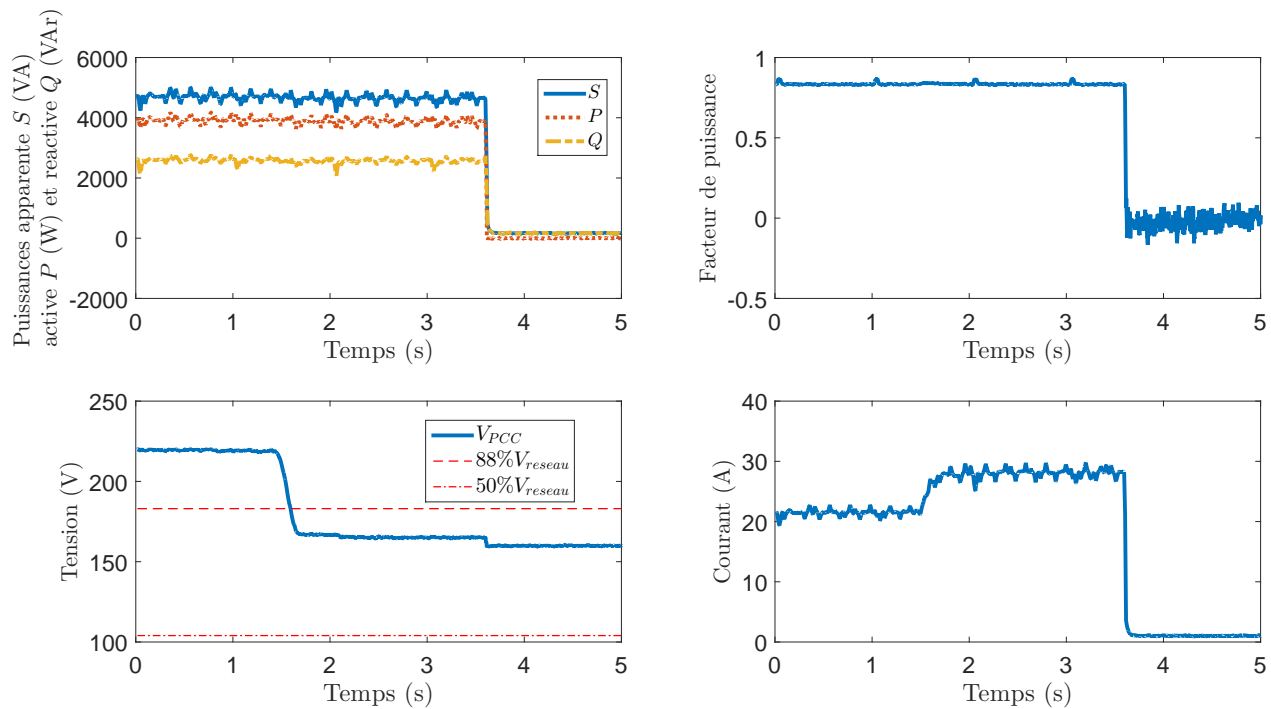 Puissances apparente S (VA)
active P (W) et reactive Q (VAr)
6000
4000
2000
0
-2000
0 1 2 3 4 5
Temps (s)
S
P
Q
Facteur de puissance
1
0.5
0
-0.5
0 1 2 3 4 5
Temps (s)
Tension (V)
250
200
150
100
0 1 2 3 4 5
Temps (s)
V_PCC
88%V_reseau
50%V_reseau
Courant (A)
40
30
20
10
0
0 1 2 3 4 5
Temps (s)